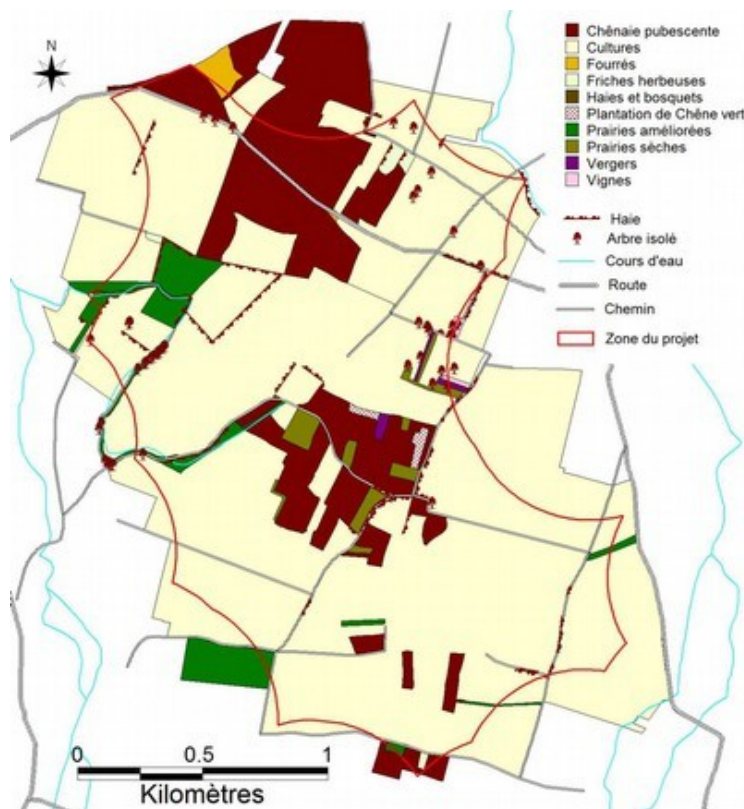 N
Chênaie pubescente
Cultures
Fourrés
Friches herbeuses
Haies et bosquets
Plantation de Chêne vert
Prairies améliorées
Prairies sèches
Vergers
Vignes
Haie
Arbre isolé
Cours d'eau
Route
Chemin
Zone du projet
0 0.5 1
Kilomètres